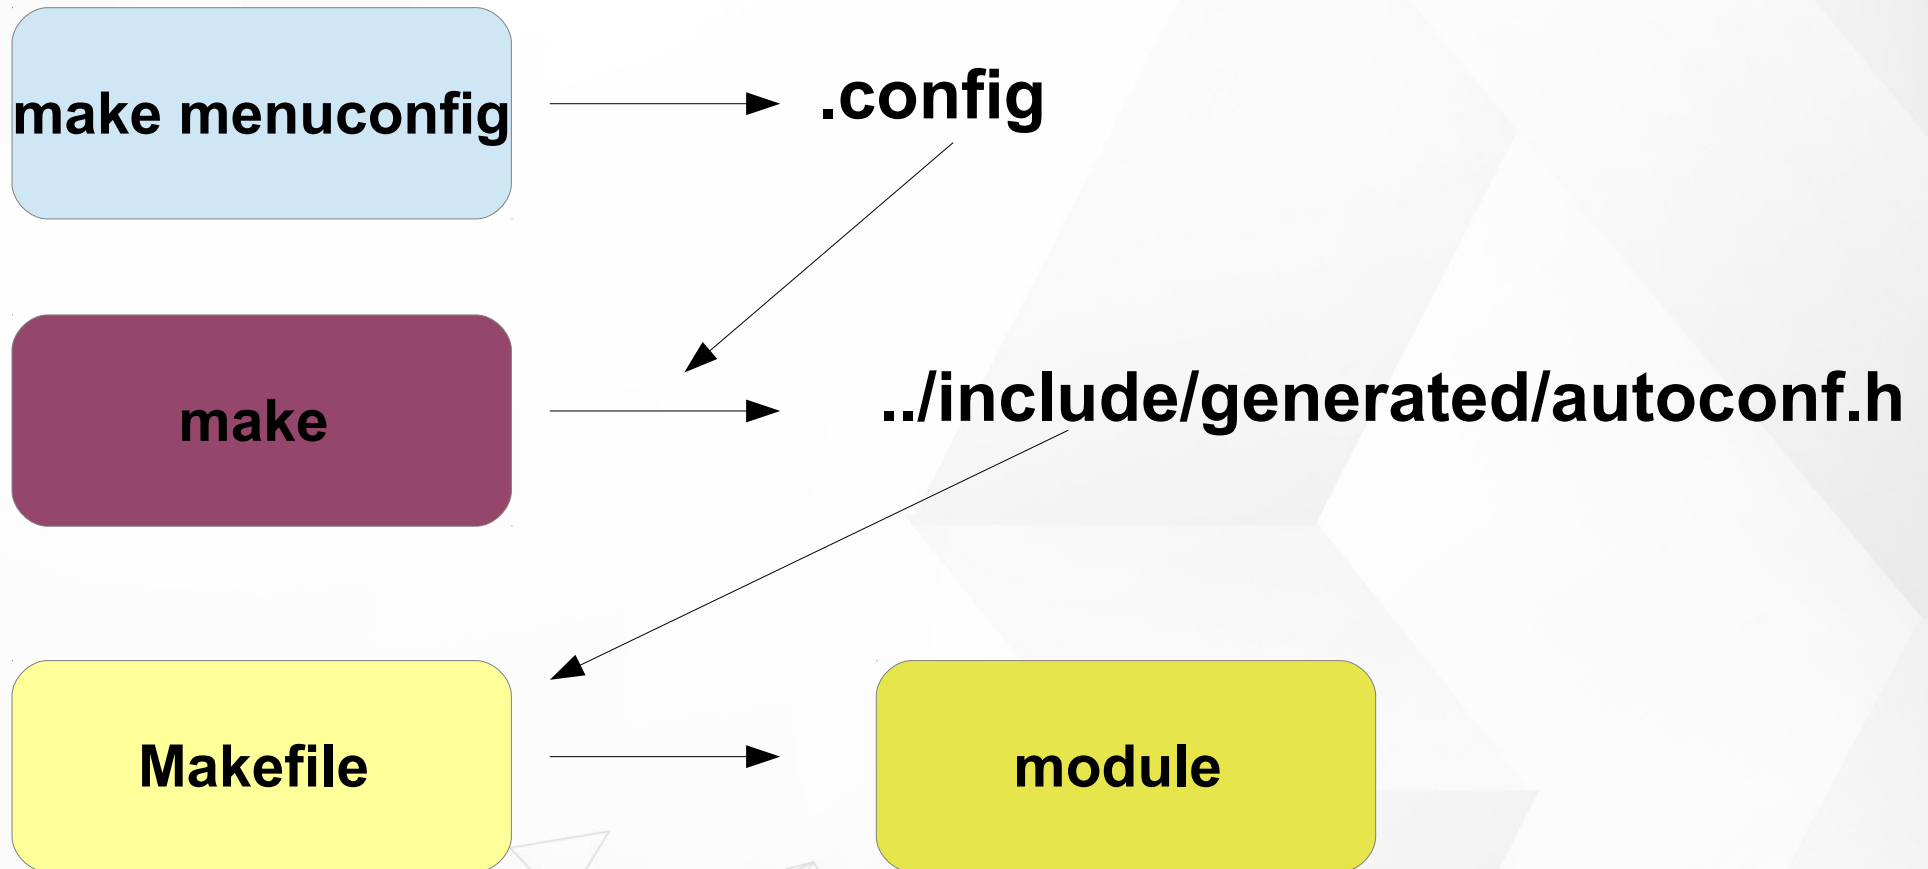 make menuconfig
.config
make
../include/generated/autoconf.h
Makefile
module